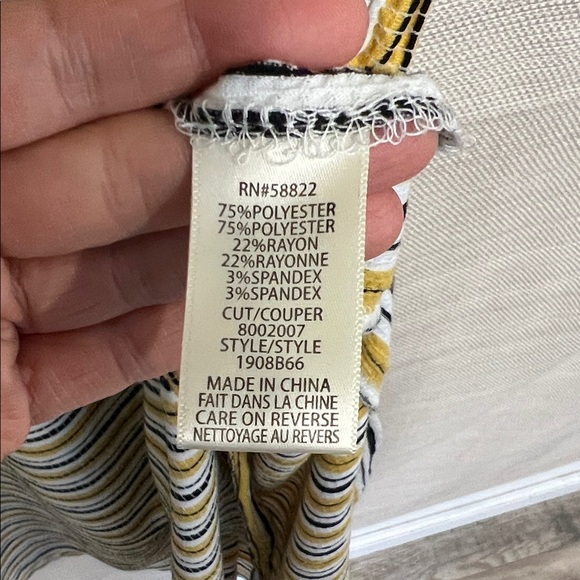 RN#58822
75%POLYESTER
75%POLYESTER
22%RAYON
22%RAYONNE
3%SPANDEX
3%SPANDEX
CUT/COUPER
8002007
STYLE/STYLE
1908B66
MADE IN CHINA
FAIT DANS LA CHINE
CARE ON REVERSE
NETTOYAGE AU REVERS